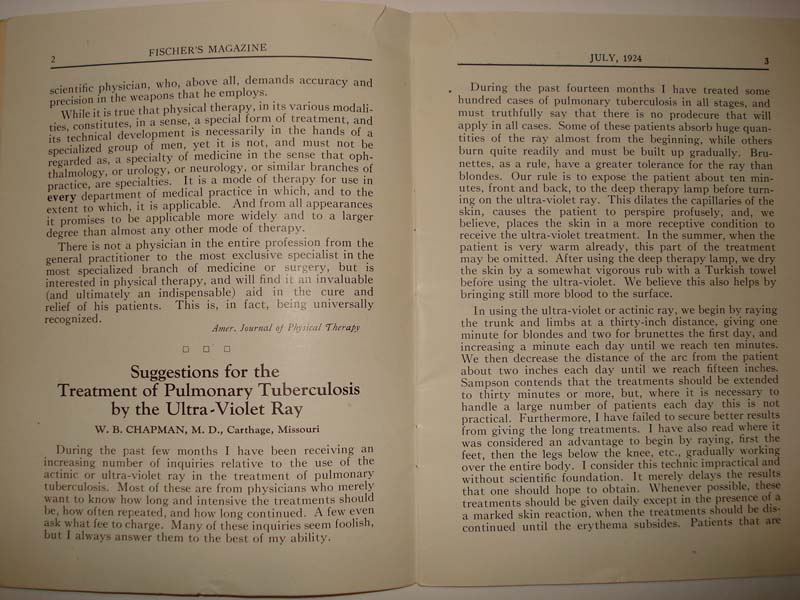 2
FISCHER'S MAGAZINE
scientific physician, who, above all, demands accuracy and
precision in the weapons that he employs.
While it is true that physical therapy, in its various modali-
ties, constitutes, in a sense, a special form of treatment, and
its technical development is necessarily in the hands of a
specialized group of men, yet it is not, and must not be
regarded as, a specialty of medicine in the sense that oph-
thalmology, or urology, or neurology, or similar branches of
practice, are specialties. It is a mode of therapy for use in
every department of medical practice in which, and to the
extent to which, it is applicable. And from all appearances
it promises to be applicable more widely and to a larger
degree than almost any other mode of therapy.
There is not a physician in the entire profession from the
general practitioner to the most exclusive specialist in the
most specialized branch of medicine or surgery, but is
interested in physical therapy, and will find it an invaluable
(and ultimately an indispensable) aid in the cure and
relief of his patients. This is, in fact, being universally
recognized.
Amer. Journal of Physical Therapy
Suggestions for the
Treatment of Pulmonary Tuberculosis
by the Ultra-Violet Ray
W. B. CHAPMAN, M. D., Carthage, Missouri
During the past few months I have been receiving an
increasing number of inquiries relative to the use of the
actinic or ultra-violet ray in the treatment of pulmonary
tuberculosis. Most of these are from physicians who merely
want to know how long and intensive the treatments should
be, how often repeated, and how long continued. A few even
ask what fee to charge. Many of these inquiries seem foolish,
but I always answer them to the best of my ability.
JULY, 1924
3
During the past fourteen months I have treated some
hundred cases of pulmonary tuberculosis in all stages, and
must truthfully say that there is no prodecure that will
apply in all cases. Some of these patients absorb huge quan-
tities of the ray almost from the beginning, while others
burn quite readily and must be built up gradually. Bru-
nettes, as a rule, have a greater tolerance for the ray than
blondes. Our rule is to expose the patient about ten min-
utes, front and back, to the deep therapy lamp before turn-
ing on the ultra-violet ray. This dilates the capillaries of the
skin, causes the patient to perspire profusely, and, we
believe, places the skin in a more receptive condition to
receive the ultra-violet treatment. In the summer, when the
patient is very warm already, this part of the treatment
may be omitted. After using the deep therapy lamp, we dry
the skin by a somewhat vigorous rub with a Turkish towel
before using the ultra-violet. We believe this also helps by
bringing still more blood to the surface.
In using the ultra-violet or actinic ray, we begin by raying
the trunk and limbs at a thirty-inch distance, giving one
minute for blondes and two for brunettes the first day, and
increasing a minute each day until we reach ten minutes.
We then decrease the distance of the arc from the patient
about two inches each day until we reach fifteen inches.
Sampson contends that the treatments should be extended
to thirty minutes or more, but, where it is necessary to
handle a large number of patients each day this is not
practical. Furthermore, I have failed to secure better results
from giving the long treatments. I have also read where it
was considered an advantage to begin by raying, first the
feet, then the legs below the knee, etc., gradually working
over the entire body. I consider this technic impractical and
without scientific foundation. It merely delays the results
that one should hope to obtain. Whenever possible, these
treatments should be given daily except in the presence of a
a marked skin reaction, when the treatments should be dis-
continued until the erythema subsides. Patients that are